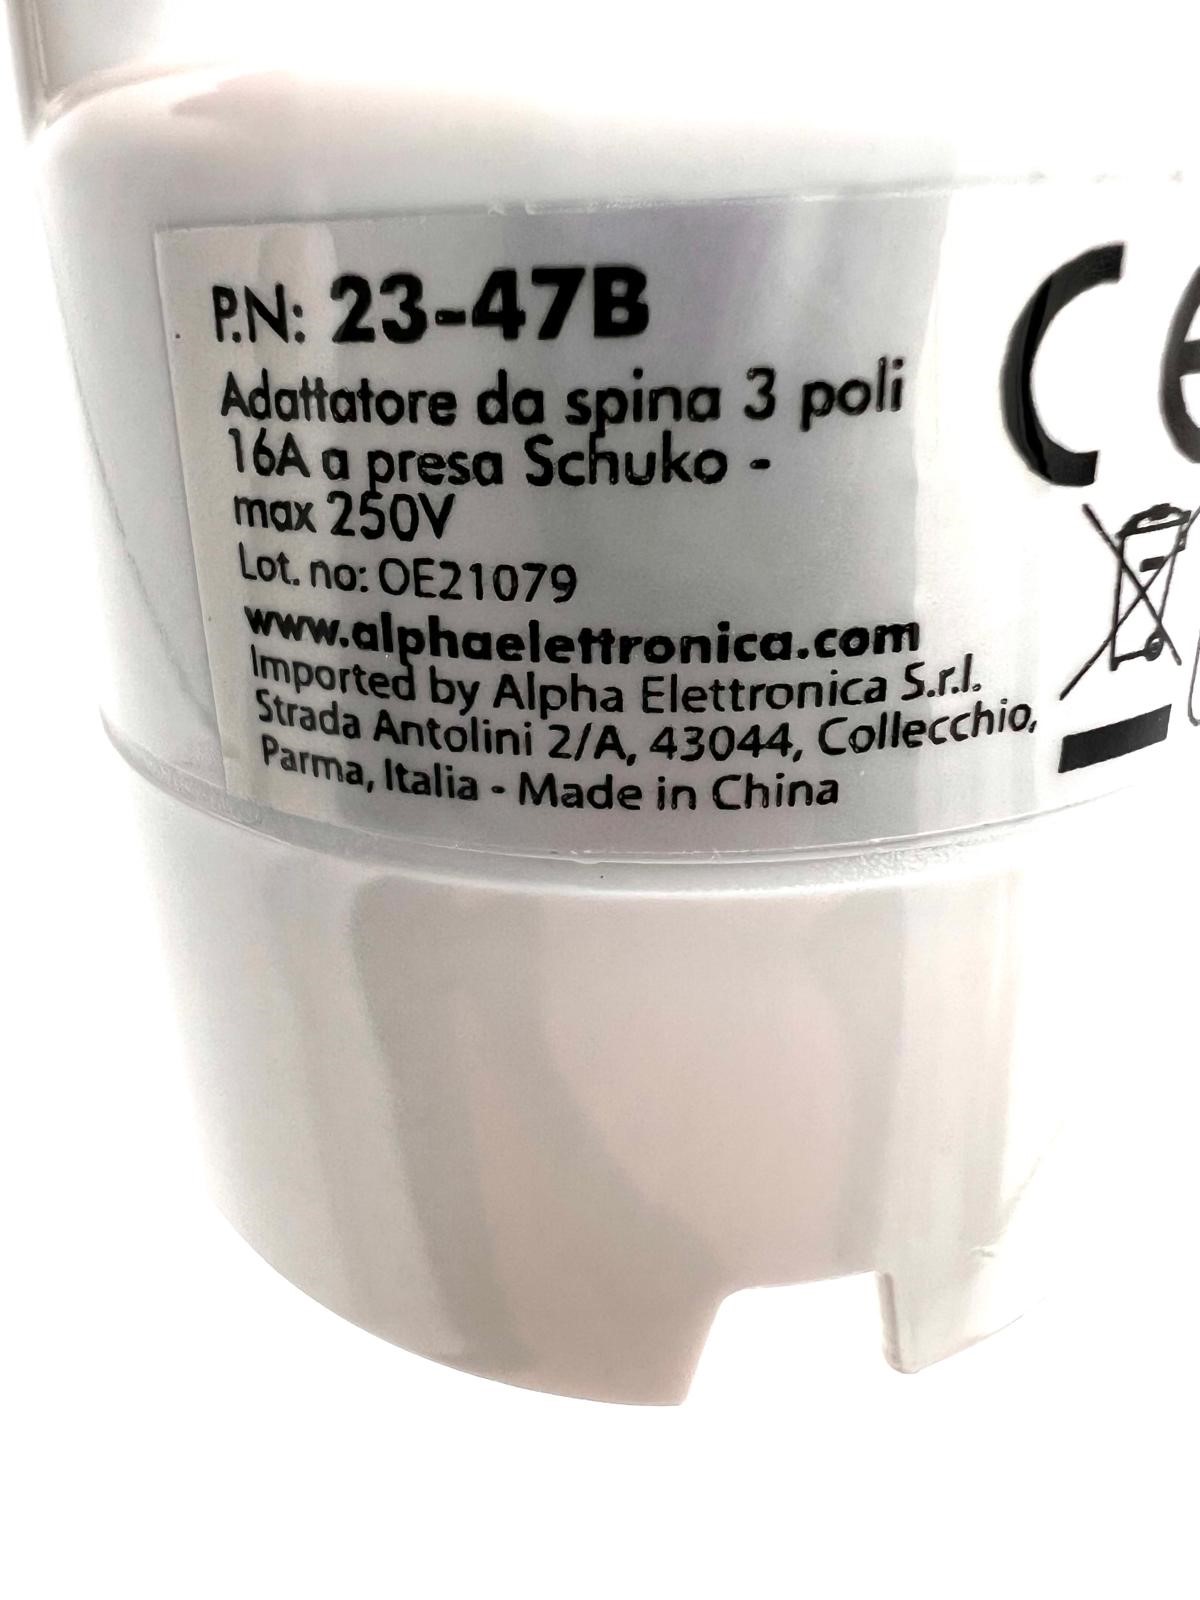 P.N: 23-47B
Adattatore da spina 3 poli
16A a presa Schuko -
max 250V
Lot. no: OE21079
www.alphaelettronica.com
Imported by Alpha Elettronica S.r.l.
Strada Antolini 2/A, 43044, Collecchio,
Parma, Italia - Made in China
CE